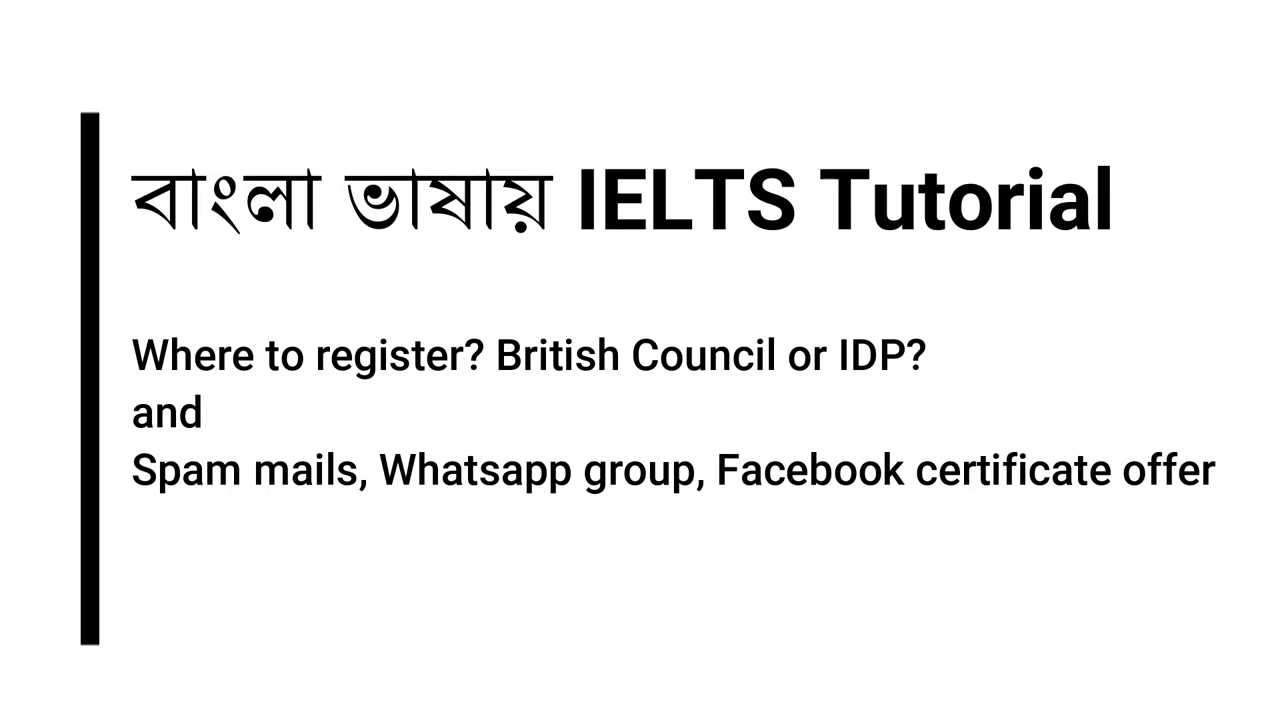 বাংলা ভাষায় IELTS Tutorial
Where to register? British Council or IDP?
and
Spam mails, Whatsapp group, Facebook certificate offer